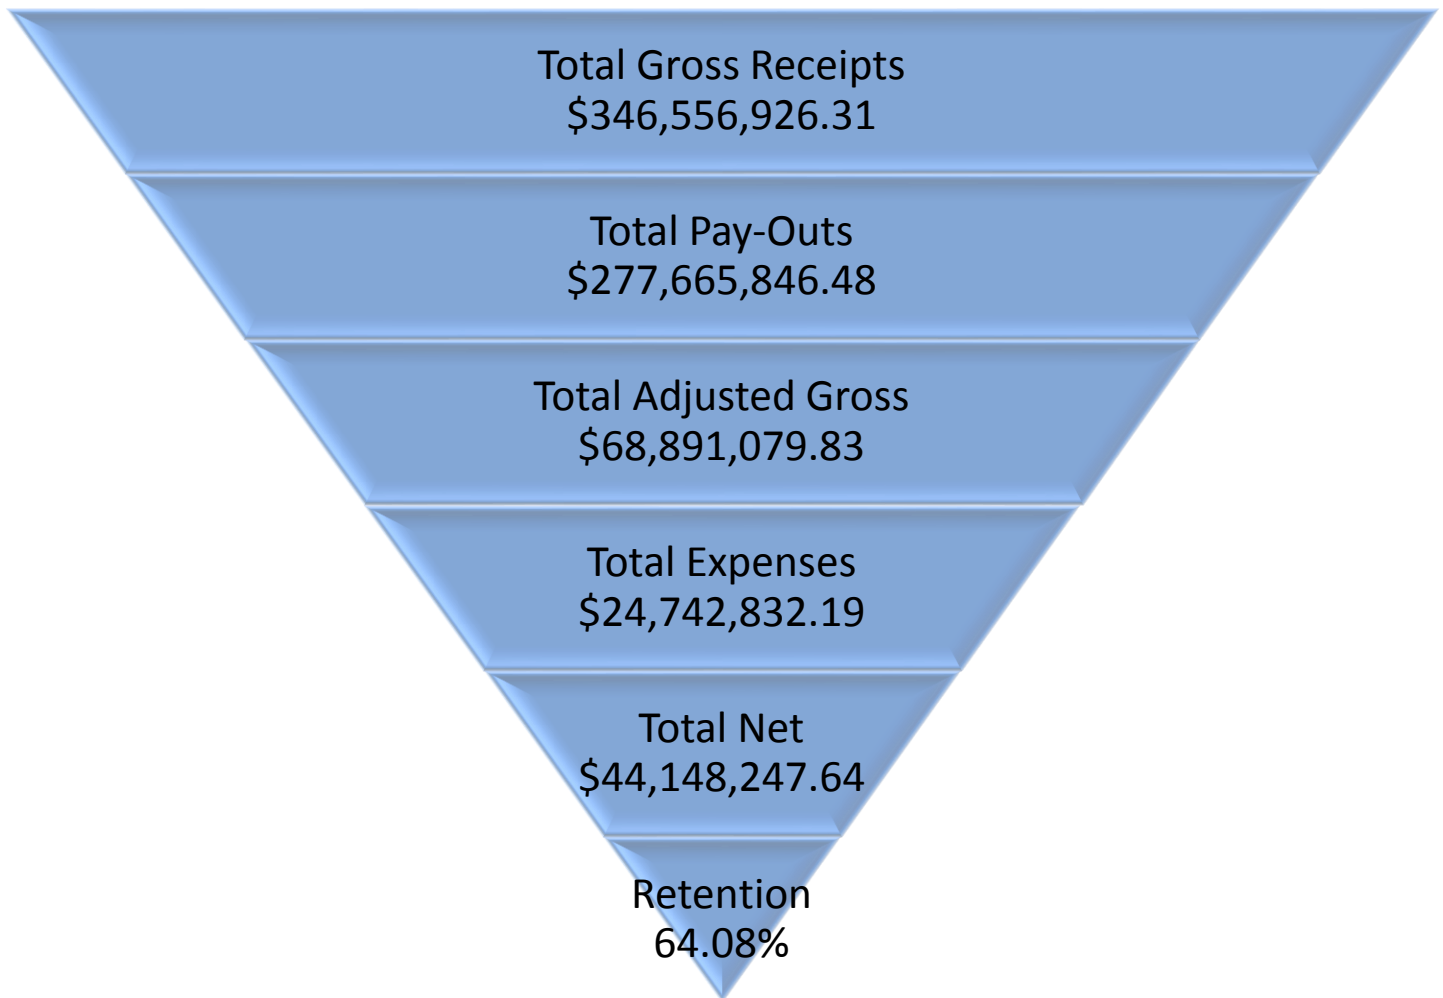 Total Gross Receipts
$346,556,926.31
Total Pay-Outs
$277,665,846.48
Total Adjusted Gross
$68,891,079.83
Total Expenses
$24,742,832.19
Total Net
$44,148,247.64
Retention
64.08%